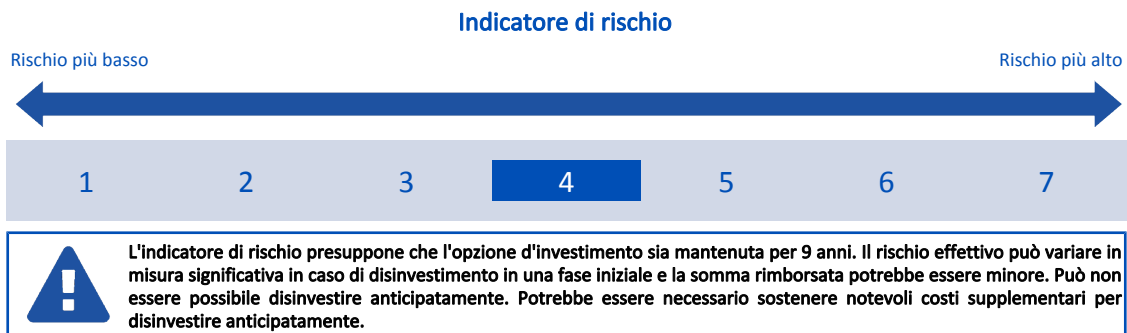 Indicatore di rischio
Rischio più basso Rischio più alto
1 2 3 4 5 6 7
L'indicatore di rischio presuppone che l'opzione d'investimento sia mantenuta per 9 anni. Il rischio effettivo può variare in
misura significativa in caso di disinvestimento in una fase iniziale e la somma rimborsata potrebbe essere minore. Può non
essere possibile disinvestire anticipatamente. Potrebbe essere necessario sostenere notevoli costi supplementari per
disinvestire anticipatamente.